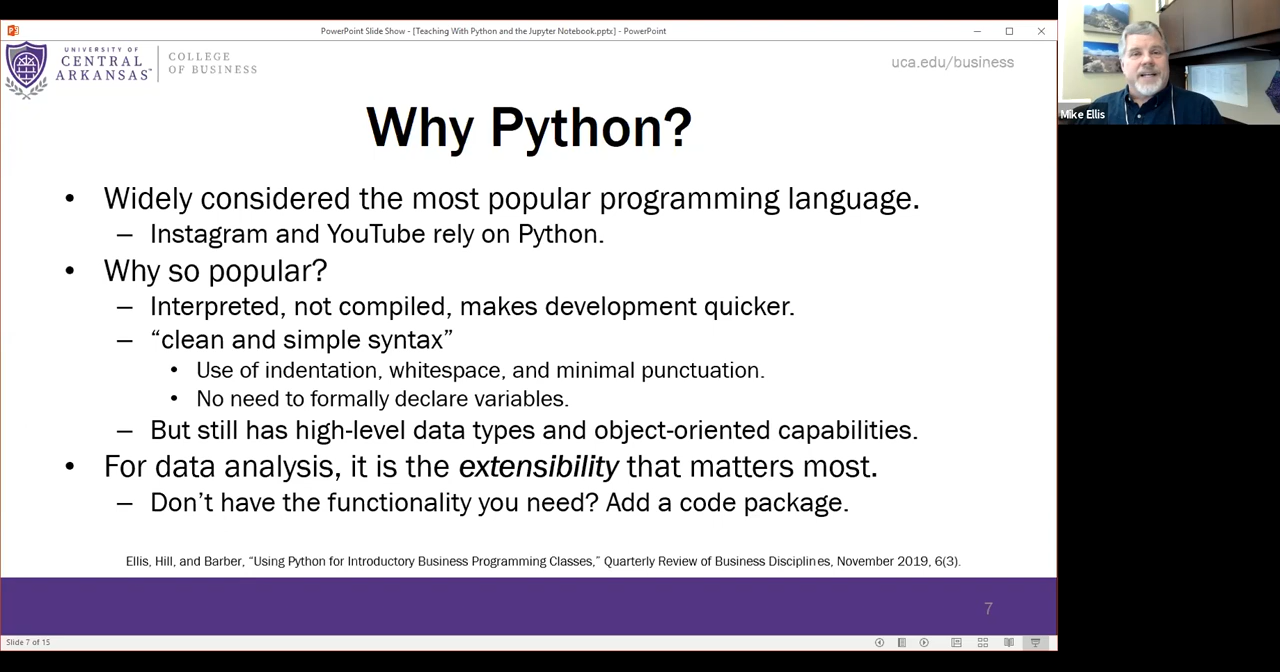 PowerPoint Slide Show - [Teaching With Python and the Jupyter Notebook.pptx] - PowerPoint
UNIVERSITY OF
CENTRAL
ARKANSAS™
COLLEGE
OF BUSINESS
uca.edu/business
Mike Ellis
Why Python?
• Widely considered the most popular programming language.
– Instagram and YouTube rely on Python.
• Why so popular?
– Interpreted, not compiled, makes development quicker.
– “clean and simple syntax”
• Use of indentation, whitespace, and minimal punctuation.
• No need to formally declare variables.
– But still has high-level data types and object-oriented capabilities.
• For data analysis, it is the extensibility that matters most.
– Don’t have the functionality you need? Add a code package.
Ellis, Hill, and Barber, “Using Python for Introductory Business Programming Classes,” Quarterly Review of Business Disciplines, November 2019, 6(3).
7
Slide 7 of 15